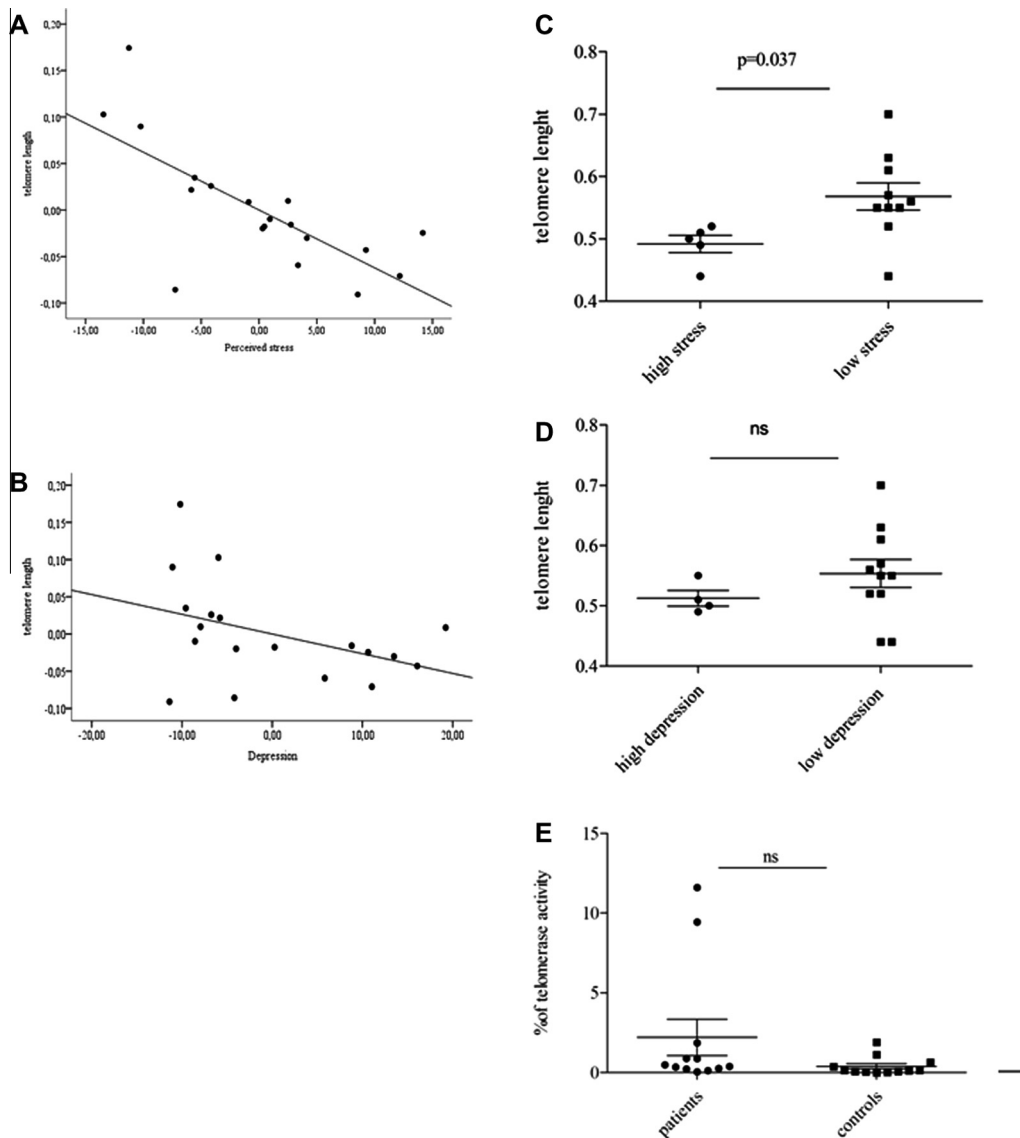 A
0,20
0,15
0,10
0,05
0,00
-0,05
-0,10
telomere length
-15,00 -10,00 -5,00 0,00 5,00 10,00 15,00
Perceived stress
B
0,20
0,15
0,10
0,05
0,00
-0,05
-0,10
telomere length
-20,00 -10,00 0,00 10,00 20,00
Depression
C
0.8
0.7
0.6
0.5
0.4
telomere lenght
p=0.037
high stress
low stress
D
0.8
0.7
0.6
0.5
0.4
telomere lenght
ns
high depression
low depression
E
15
10
5
0
%of telomerase activity
ns
patients
controls